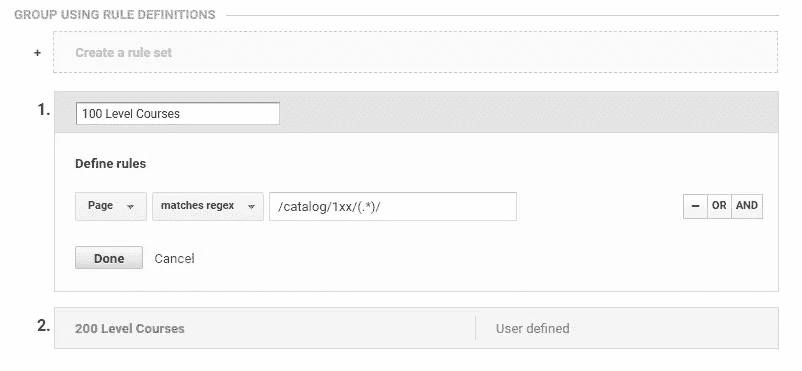 GROUP USING RULE DEFINITIONS
+ Create a rule set
1. 100 Level Courses
Define rules
Page matches regex /catalog/1xx/(.*)/ − OR AND
Done Cancel
2. 200 Level Courses User defined